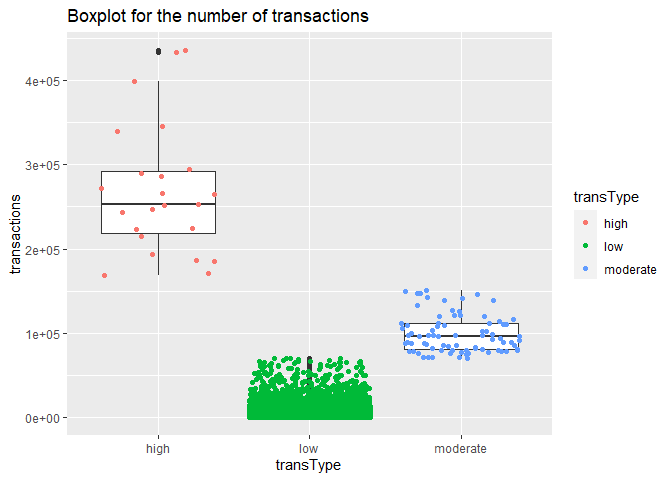 Boxplot for the number of transactions
transactions
4e+05
3e+05
2e+05
1e+05
0e+00
high low moderate
transType
transType
high
low
moderate